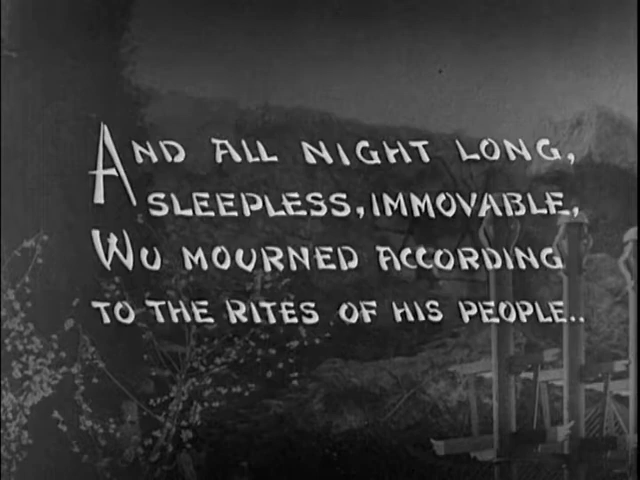 AND ALL NIGHT LONG,
SLEEPLESS, IMMOVABLE,
WU MOURNED ACCORDING
TO THE RITES OF HIS PEOPLE..